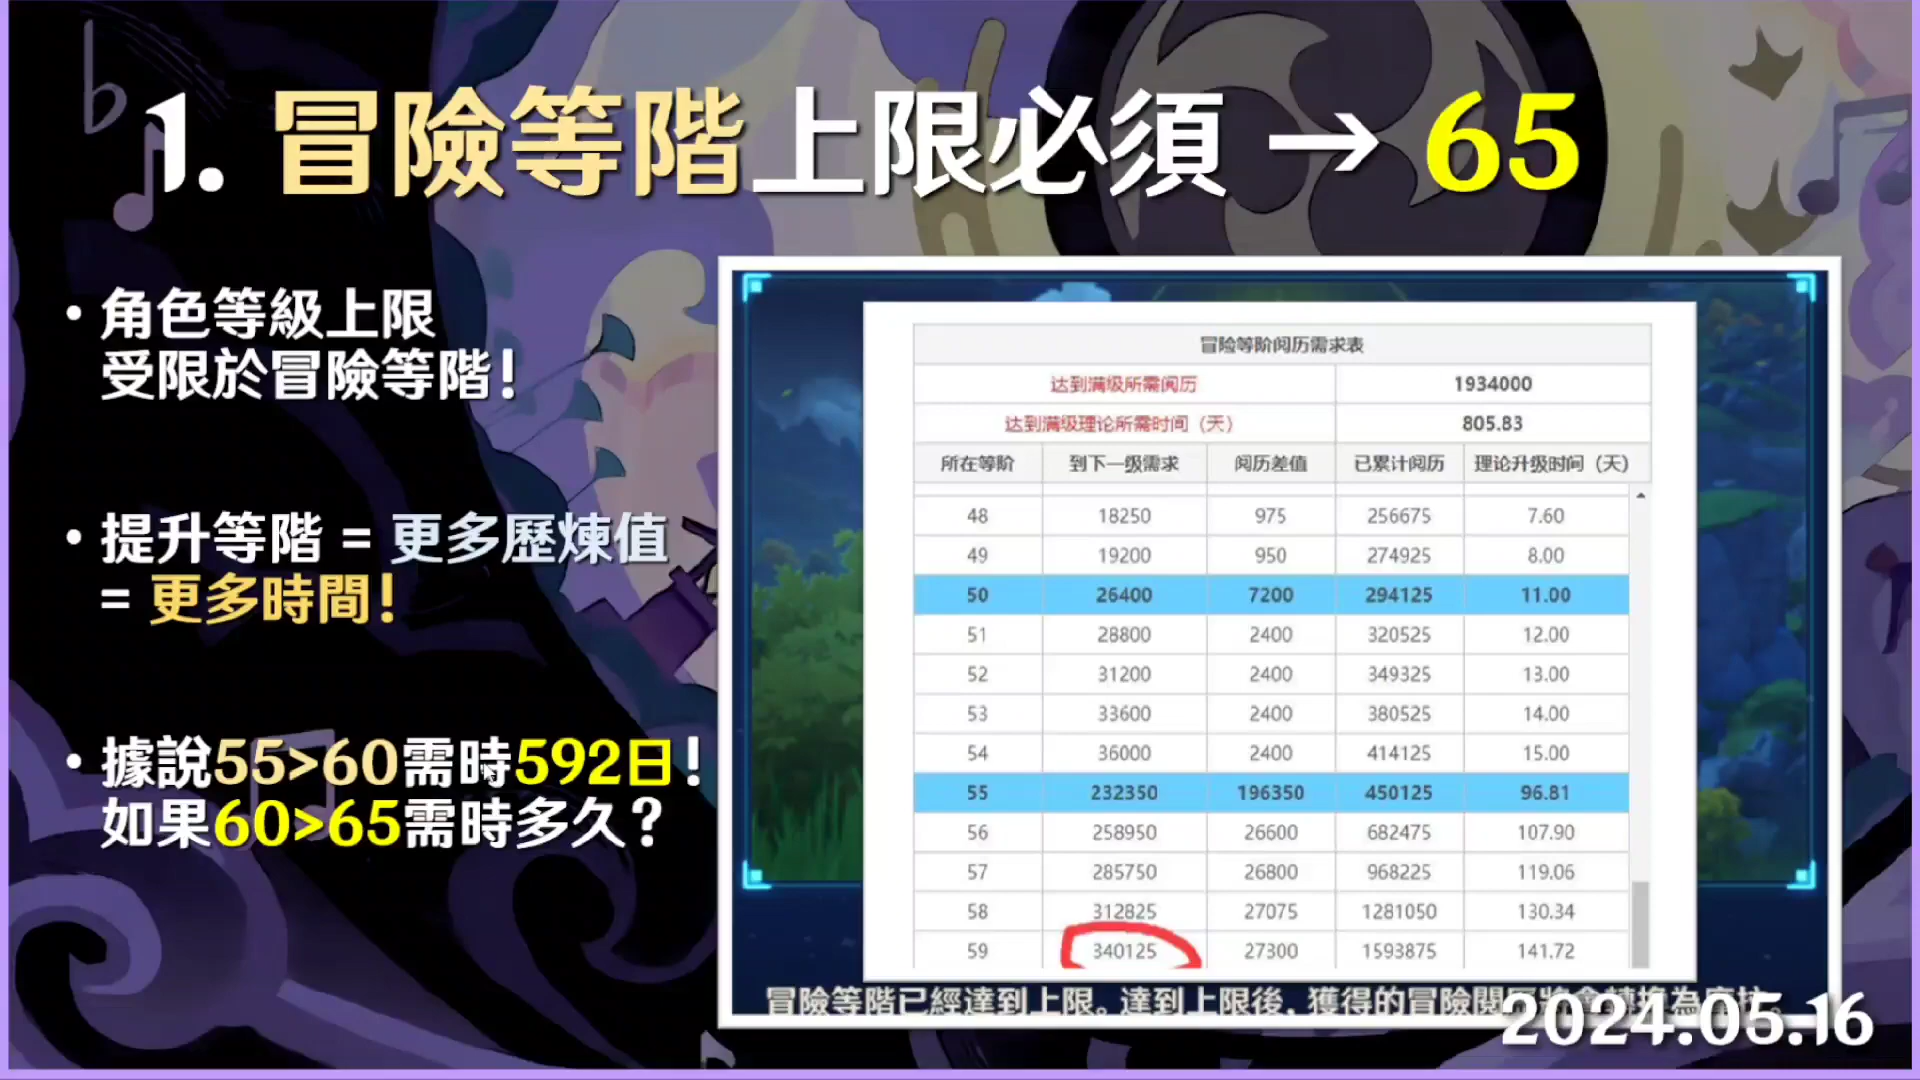 1. 冒險等階上限必須 → 65
• 角色等級上限
受限於冒險等階！
• 提升等階 = 更多歷煉值
= 更多時間！
• 據說55>60需時592日！
如果60>65需時多久？
冒险等阶阅历需求表
达到满级所需阅历 1934000
达到满级理论所需时间（天） 805.83
所在等阶 到下一级需求 阅历差值 已累计阅历 理论升级时间（天）
48 18250 975 256675 7.60
49 19200 950 274925 8.00
50 26400 7200 294125 11.00
51 28800 2400 320525 12.00
52 31200 2400 349325 13.00
53 33600 2400 380525 14.00
54 36000 2400 414125 15.00
55 232350 196350 450125 96.81
56 258950 26600 682475 107.90
57 285750 26800 968225 119.06
58 312825 27075 1281050 130.34
59 340125 27300 1593875 141.72
冒險等階已經達到上限。達到上限後，獲得的冒險閱
2024.05.16